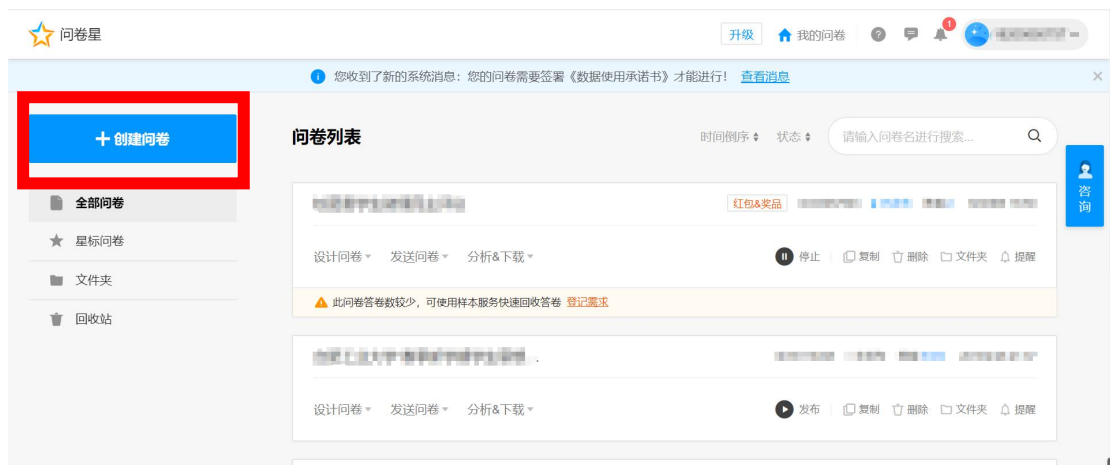 问卷星
升级 我的问卷 1
您收到了新的系统消息：您的问卷需要签署《数据使用承诺书》才能进行！ 查看消息
创建问卷
问卷列表 时间倒序 状态 请输入问卷名进行搜索...
咨询
全部问卷
星标问卷
文件夹
回收站
红包&奖品
设计问卷 发送问卷 分析&下载 停止 复制 删除 文件夹 提醒
此问卷答卷数较少，可使用样本服务快速回收答卷 登记需求
设计问卷 发送问卷 分析&下载 发布 复制 删除 文件夹 提醒